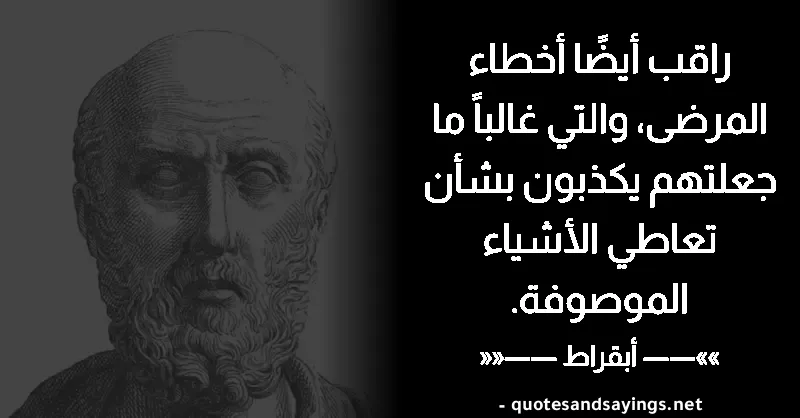 راقب أيضًا أخطاء
المرضى، والتي غالباً ما
جعلتهم يكذبون بشأن
تعاطي الأشياء
الموصوفة.
»»—— أبقراط ——««
- quotesandsayings.net